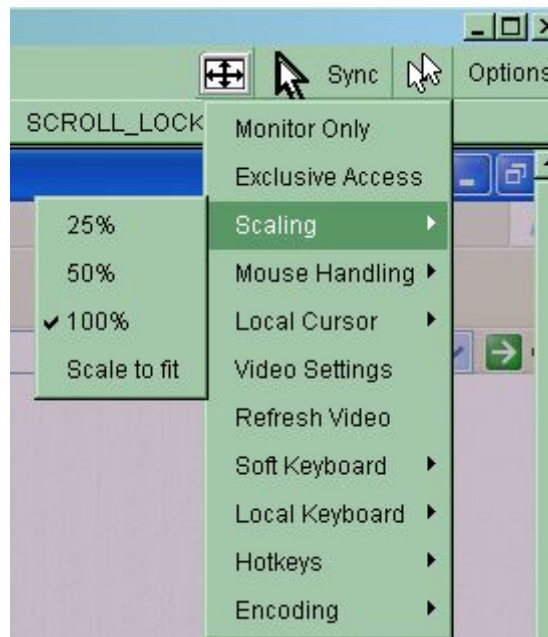 Sync Options
SCROLL_LOCK
Monitor Only
Exclusive Access
Scaling
25%
50%
100%
Scale to fit
Mouse Handling
Local Cursor
Video Settings
Refresh Video
Soft Keyboard
Local Keyboard
Hotkeys
Encoding